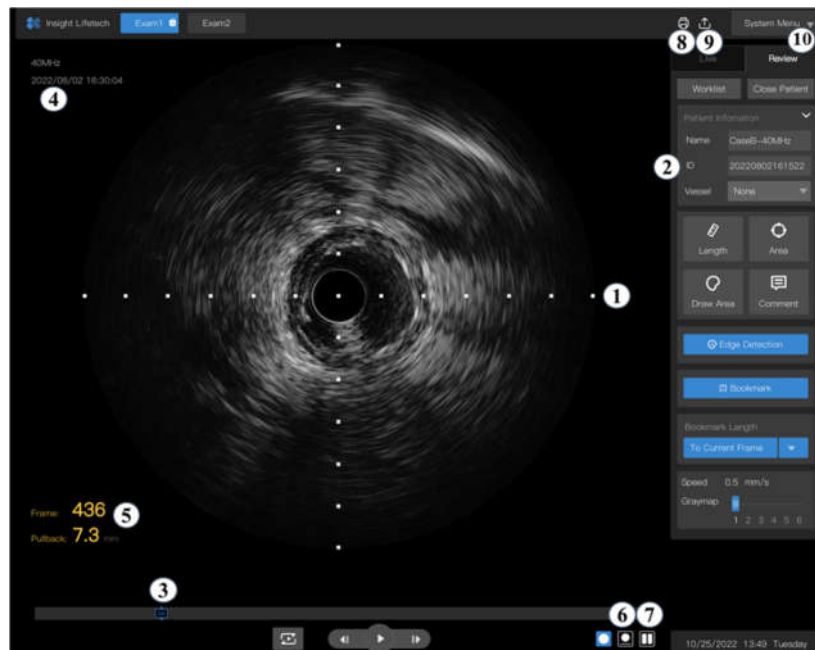 Insight Lifetech Exam1 Exam2 System Menu
8 9 10
40MHz
2022/08/02 16:30:04
4
Live Review
Worklist Close Patient
Patient Infomation
Name CaseB-40MHz
2 ID 20220802161522
Vessel None
Length Area
1
Draw Area Comment
Edge Detection
Bookmark
Bookmark Length
To Current Frame
Speed 0.5 mm/s
Graymap
1 2 3 4 5 6
Frame: 436 5
Pullback: 7.3 mm
3
6 7
10/25/2022 13:49 Tuesday